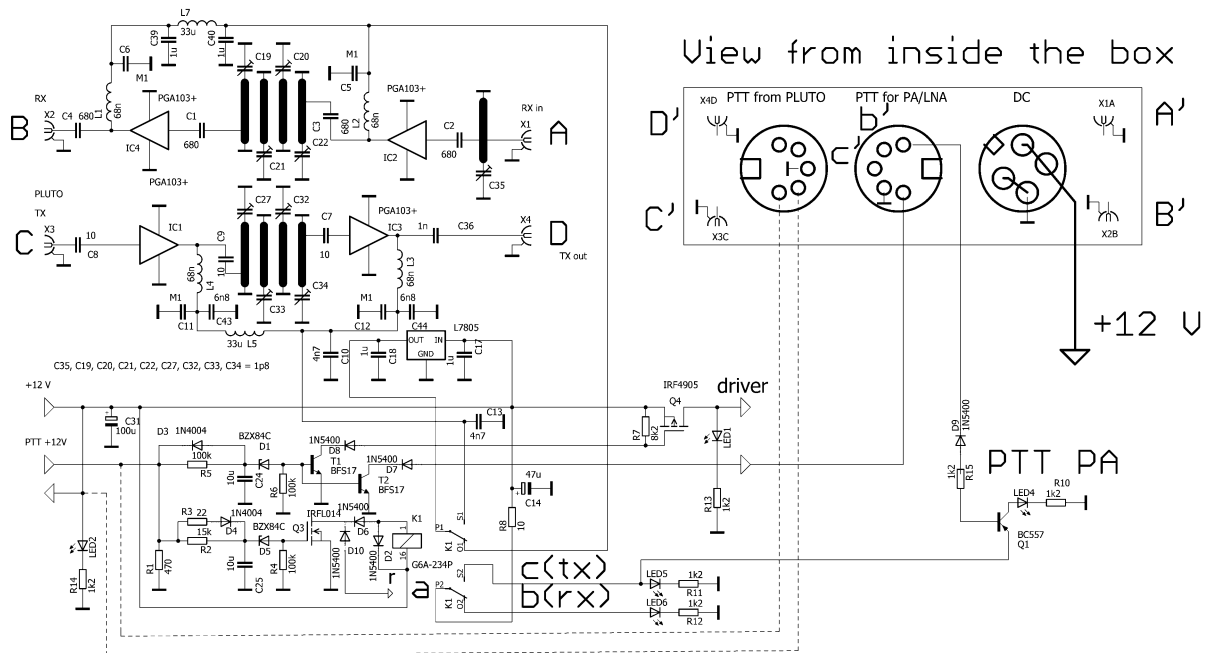 View from inside the box
L7
33u
C39
1u
C40
1u
C19
C20
C6
M1
M1
C5
RX
X2
B
C4
680
L1
68n
PGA103+
IC4
PGA103+
C1
680
C21
C22
C3
680
L2
68n
PGA103+
IC2
C2
680
RX in
X1
A
C35
PLUTO
TX
X3
C
10
C8
IC1
C9
10
L4
68n
C27
C32
C7
10
PGA103+
IC3
1n
C36
X4
D
TX out
L3
68n
C33
C34
M1
C11
6n8
C43
33u
L5
M1
C12
6n8
C44
4n7
C10
1u
C18
OUT
IN
GND
L7805
1u
C17
C35, C19, C20, C21, C22, C27, C32, C33, C34 = 1p8
PTT from PLUTO
PTT for PA/LNA
DC
X4D
X1A
D'
A'
b'
c'
C'
B'
X3C
X2B
+12 V
+12 V
C31
100u
PTT +12V
D3
1N4004
100k
R5
BZX84C
D1
10u
C24
R6
100k
1N5400
D8
T1
BFS17
1N5400
D7
T2
BFS17
C13
4n7
IRF4905
Q4
R7
8k2
driver
LED1
R13
1k2
47u
C14
R8
10
R3
22
1N4004
D4
15k
R2
R1
470
BZX84C
D5
10u
C25
R4
100k
IRFL014
Q3
1N5400
D6
D10
1N5400
D2
1N5400
K1
1
16
G6A-234P
r
a
P1
S1
K1
O1
P2
S2
K1
O2
c(tx)
b(rx)
LED5
1k2
R11
LED6
1k2
R12
LED2
R14
1k2
D9
1N5400
1k2
R15
PTT PA
LED4
R10
1k2
BC557
Q1